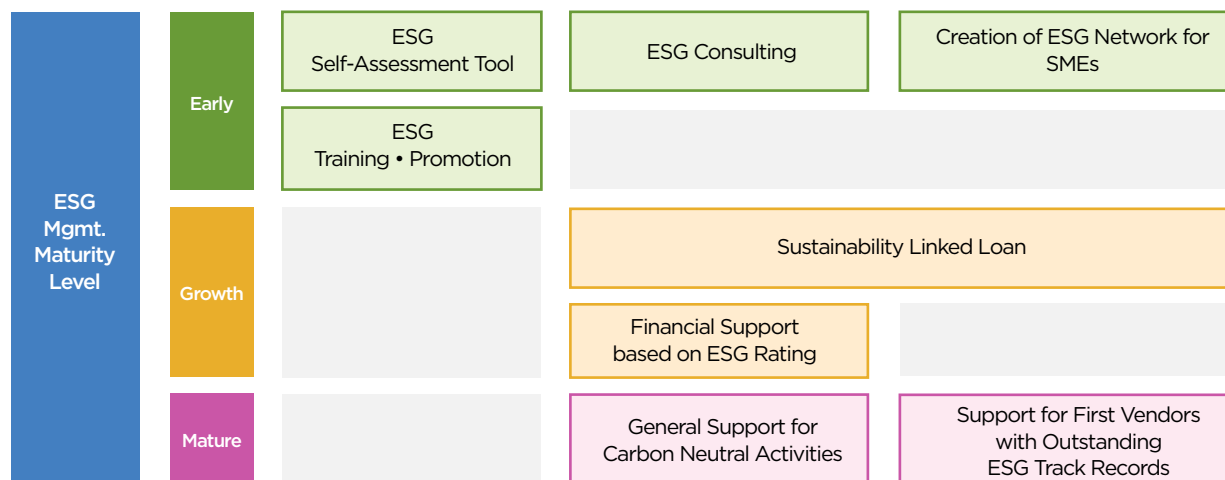 ESG
Mgmt.
Maturity
Level
Early
ESG
Self-Assessment Tool
ESG Consulting
Creation of ESG Network for
SMEs
ESG
Training • Promotion
Growth
Sustainability Linked Loan
Financial Support
based on ESG Rating
Mature
General Support for
Carbon Neutral Activities
Support for First Vendors
with Outstanding
ESG Track Records